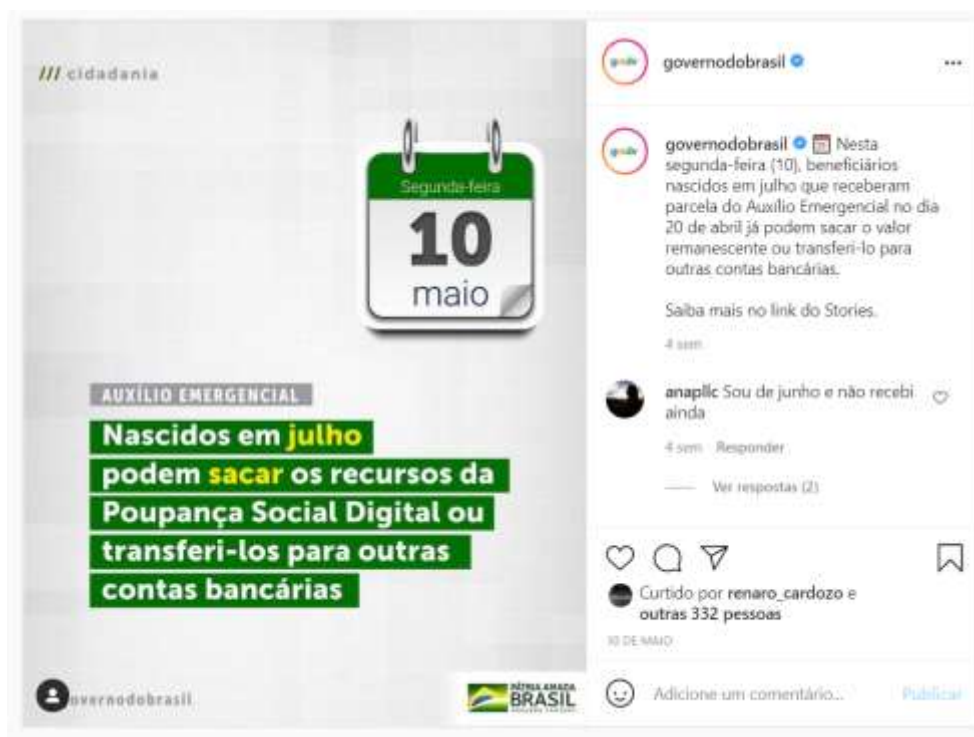 /// cidadania
Segunda-feira
10
maio
AUXÍLIO EMERGENCIAL
Nascidos em julho
podem sacar os recursos da
Poupança Social Digital ou
transferi-los para outras
contas bancárias
overnodobrasil
PÁTRIA AMADA
BRASIL
governodobrasil
governodobrasil Nesta
segunda-feira (10), beneficiários
nascidos em julho que receberam
parcela do Auxílio Emergencial no dia
20 de abril já podem sacar o valor
remanescente ou transferi-lo para
outras contas bancárias.
Saiba mais no link do Stories.
4 sem
anapllc Sou de junho e não recebi
ainda
4 sem Responder
Ver respostas (2)
Curtido por renaro_cardozo e
outras 332 pessoas
10 DE MAIO
Adicione um comentário... Publicar